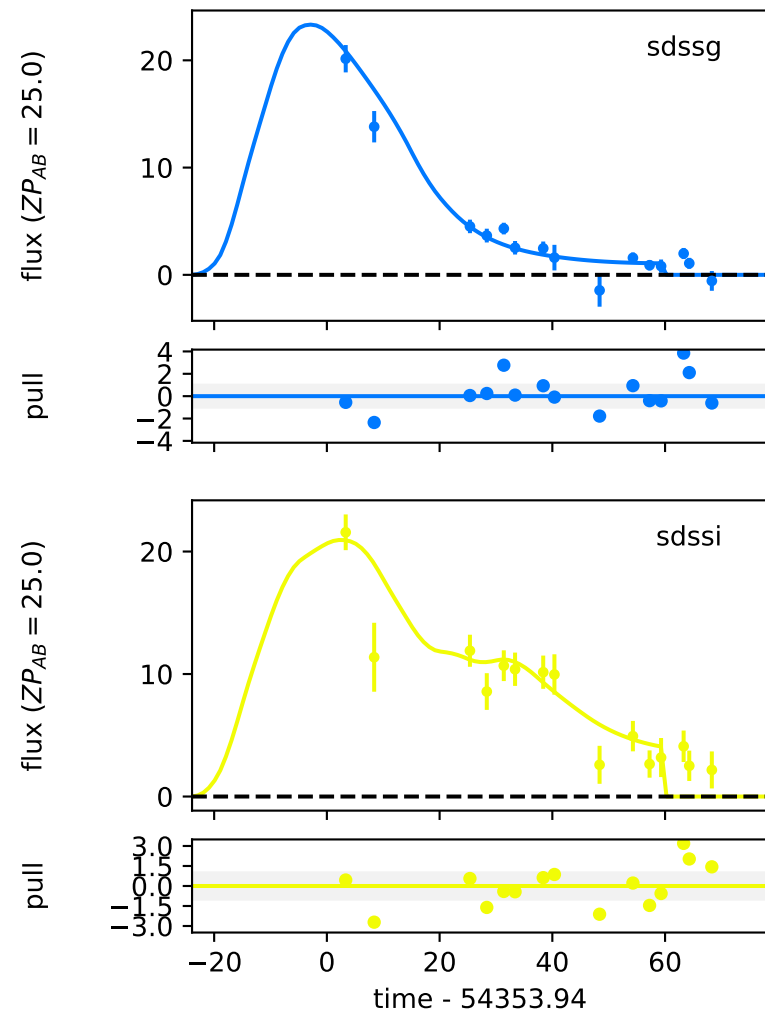 sdssg
flux ($ZP_{AB}$ = 25.0)
20
10
0
pull
4
2
0
−2
−4
sdssi
flux ($ZP_{AB}$ = 25.0)
20
10
0
pull
3.0
1.5
0.0
−1.5
−3.0
−20 0 20 40 60
time - 54353.94